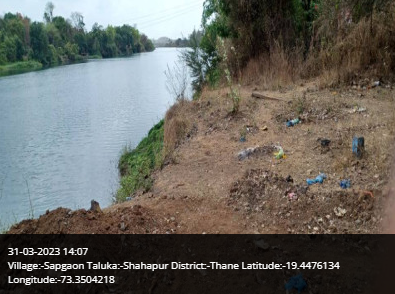 31-03-2023 14:07
Village:-Sapgaon Taluka:-Shahapur District:-Thane Latitude:-19.4476134
Longitude:-73.3504218